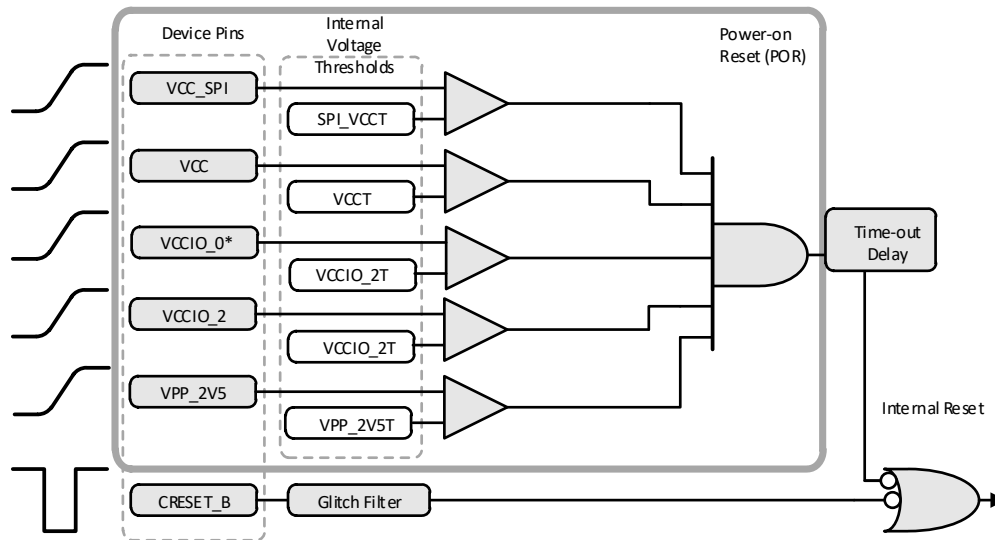 Device Pins
Internal
Voltage
Thresholds
Power-on
Reset (POR)
VCC_SPI
SPI_VCCT
VCC
VCCT
VCCIO_0*
VCCIO_2T
Time-out
Delay
VCCIO_2
VCCIO_2T
VPP_2V5
VPP_2V5T
Internal Reset
CRESET_B
Glitch Filter